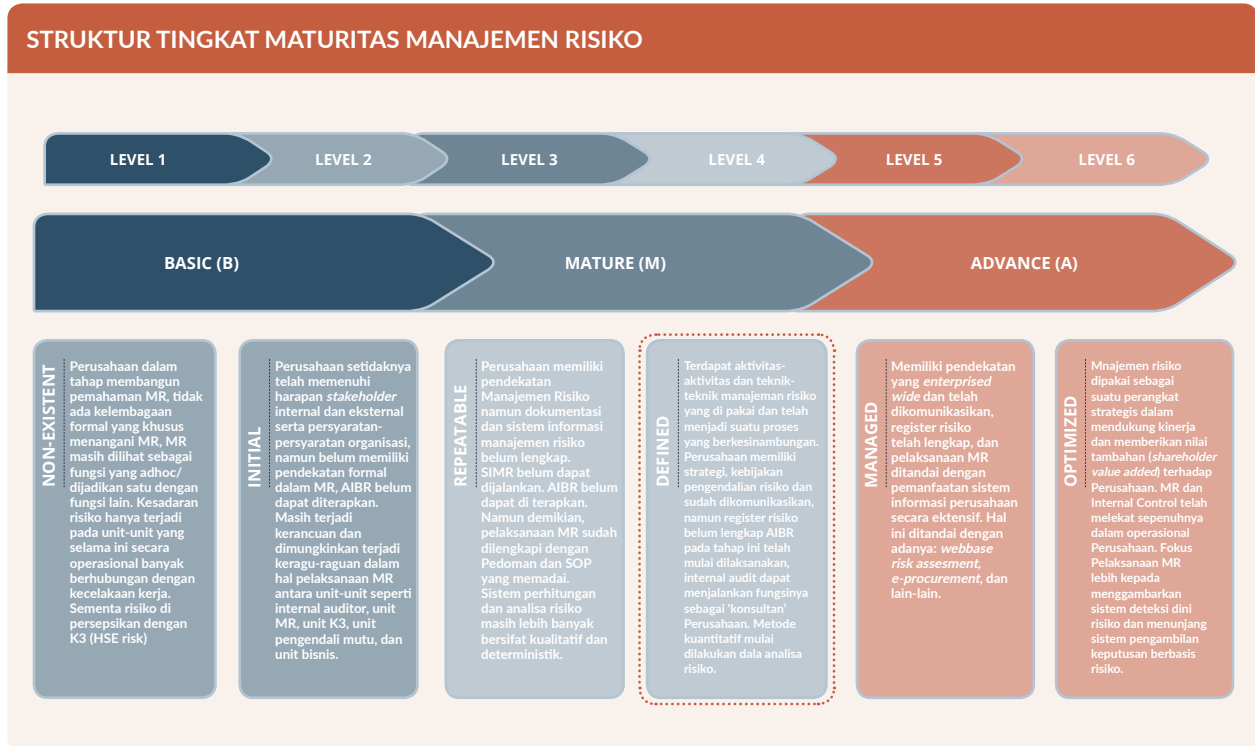 STRUKTUR TINGKAT MATURITAS MANAJEMEN RISIKO
LEVEL 1
LEVEL 2
LEVEL 3
LEVEL 4
LEVEL 5
LEVEL 6
BASIC (B)
MATURE (M)
ADVANCE (A)
NON-EXISTENT
Perusahaan dalam
tahap membangun
pemahaman MR, tidak
ada kelembagaan
formal yang khusus
menangani MR, MR
masih dilihat sebagai
fungsi yang adhoc/
dijadikan satu dengan
fungsi lain. Kesadaran
risiko hanya terjadi
pada unit-unit yang
selama ini secara
operasional banyak
berhubungan dengan
kecelakaan kerja.
Sementa risiko di
persepsikan dengan
K3 (HSE risk)
INITIAL
Perusahaan setidaknya
telah memenuhi
harapan stakeholder
internal dan eksternal
serta persyaratan-
persyaratan organisasi,
namun belum memiliki
pendekatan formal
dalam MR, AIBR belum
dapat diterapkan.
Masih terjadi
kerancuan dan
dimungkinkan terjadi
keragu-raguan dalam
hal pelaksanaan MR
antara unit-unit seperti
internal auditor, unit
MR, unit K3, unit
pengendali mutu, dan
unit bisnis.
REPEATABLE
Perusahaan memiliki
pendekatan
Manajemen Risiko
namun dokumentasi
dan sistem informasi
manajemen risiko
belum lengkap.
SIMR belum dapat
dijalankan. AIBR belum
dapat di terapkan.
Namun demikian,
pelaksanaan MR sudah
dilengkapi dengan
Pedoman dan SOP
yang memadai.
Sistem perhitungan
dan analisa risiko
masih lebih banyak
bersifat kualitatif dan
deterministik.
DEFINED
Terdapat aktivitas-
aktivitas dan teknik-
teknik manajeman risiko
yang di pakai dan telah
menjadi suatu proses
yang berkesinambungan.
Perusahaan memiliki
strategi, kebijakan
pengendalian risiko dan
sudah dikomunikasikan,
namun register risiko
belum lengkap AIBR
pada tahap ini telah
mulai dilaksanakan,
internal audit dapat
menjalankan fungsinya
sebagai 'konsultan'
Perusahaan. Metode
kuantitatif mulai
dilakukan dala analisa
risiko.
MANAGED
Memiliki pendekatan
yang enterprised
wide dan telah
dikomunikasikan,
register risiko
telah lengkap, dan
pelaksanaan MR
ditandai dengan
pemanfaatan sistem
informasi perusahaan
secara ektensif. Hal
ini ditandai dengan
adanya: webbase
risk assesment,
e-procurement, dan
lain-lain.
OPTIMIZED
Mnajemen risiko
dipakai sebagai
suatu perangkat
strategis dalam
mendukung kinerja
dan memberikan nilai
tambahan (shareholder
value added) terhadap
Perusahaan. MR dan
Internal Control telah
melekat sepenuhnya
dalam operasional
Perusahaan. Fokus
Pelaksanaan MR
lebih kepada
menggambarkan
sistem deteksi dini
risiko dan menunjang
sistem pengambilan
keputusan berbasis
risiko.